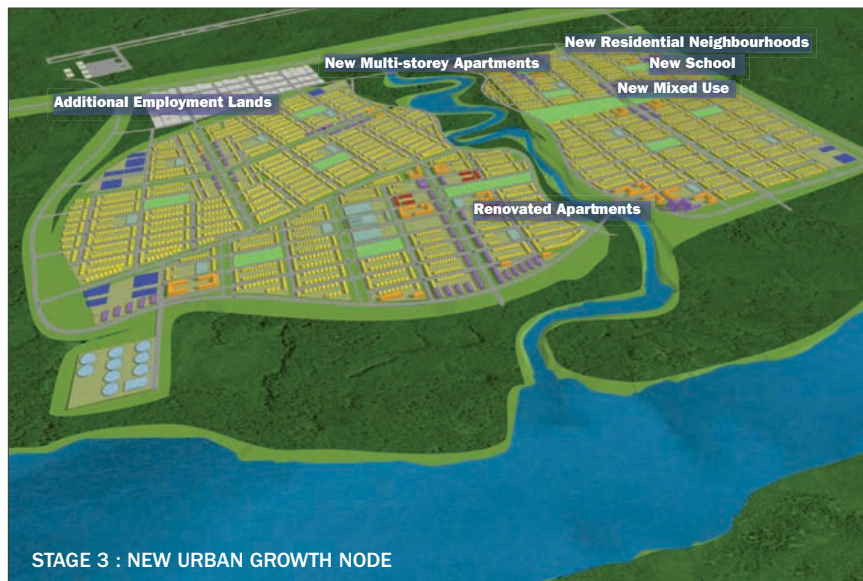 New Residential Neighbourhoods
New Multi-storey Apartments
New School
New Mixed Use
Additional Employment Lands
Renovated Apartments
STAGE 3 : NEW URBAN GROWTH NODE